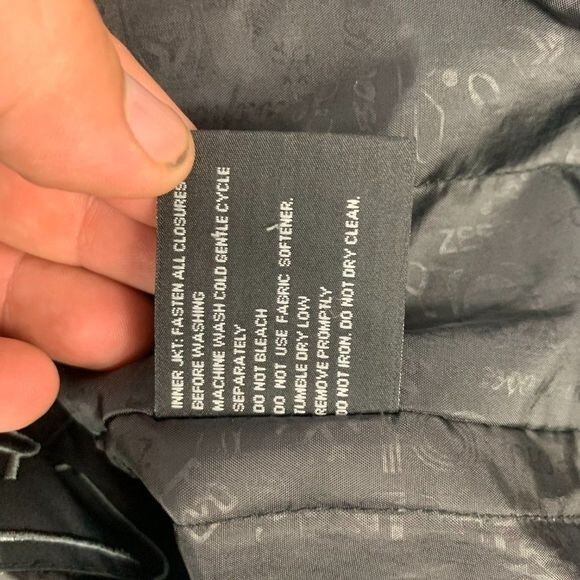 INNER JKT: FASTEN ALL CLOSURES
BEFORE WASHING
MACHINE WASH COLD GENTLE CYCLE
SEPARATELY
DO NOT BLEACH
DO NOT USE FABRIC SOFTENER.
TUMBLE DRY LOW
REMOVE PROMPTLY
DO NOT IRON. DO NOT DRY CLEAN.